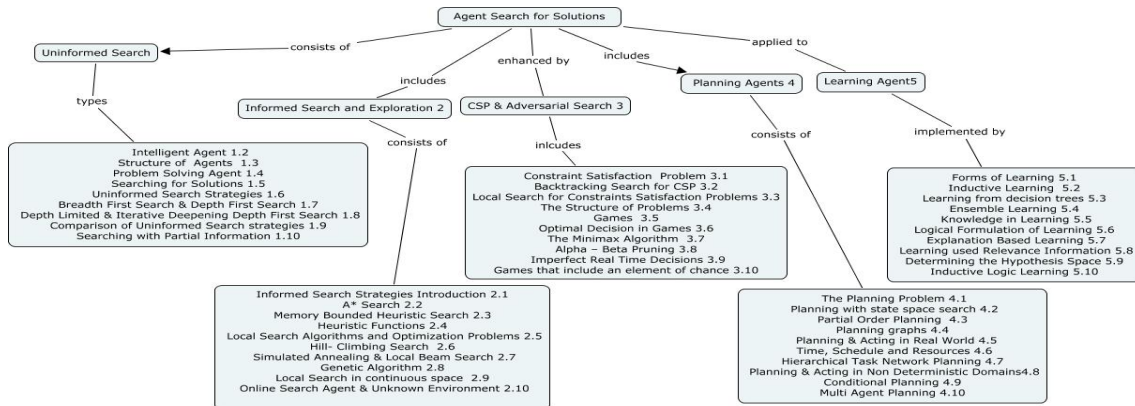 Agent Search for Solutions
consists of
includes
enhanced by
includes
applied to
Uninformed Search
types
Intelligent Agent 1.2
Structure of Agents 1.3
Problem Solving Agent 1.4
Searching for Solutions 1.5
Uninformed Search Strategies 1.6
Breadth First Search & Depth First Search 1.7
Depth Limited & Iterative Deepening Depth First Search 1.8
Comparison of Uninformed Search strategies 1.9
Searching with Partial Information 1.10
Informed Search and Exploration 2
consists of
Informed Search Strategies Introduction 2.1
A* Search 2.2
Memory Bounded Heuristic Search 2.3
Heuristic Functions 2.4
Local Search Algorithms and Optimization Problems 2.5
Hill- Climbing Search 2.6
Simulated Annealing & Local Beam Search 2.7
Genetic Algorithm 2.8
Local Search in continuous space 2.9
Online Search Agent & Unknown Environment 2.10
CSP & Adversarial Search 3
inlcudes
Constraint Satisfaction Problem 3.1
Backtracking Search for CSP 3.2
Local Search for Constraints Satisfaction Problems 3.3
The Structure of Problems 3.4
Games 3.5
Optimal Decision in Games 3.6
The Minimax Algorithm 3.7
Alpha – Beta Pruning 3.8
Imperfect Real Time Decisions 3.9
Games that include an element of chance 3.10
Planning Agents 4
consists of
The Planning Problem 4.1
Planning with state space search 4.2
Partial Order Planning 4.3
Planning graphs 4.4
Planning & Acting in Real World 4.5
Time, Schedule and Resources 4.6
Hierarchical Task Network Planning 4.7
Planning & Acting in Non Deterministic Domains4.8
Conditional Planning 4.9
Multi Agent Planning 4.10
Learning Agent5
implemented by
Forms of Learning 5.1
Inductive Learning 5.2
Learning from decision trees 5.3
Ensemble Learning 5.4
Knowledge in Learning 5.5
Logical Formulation of Learning 5.6
Explanation Based Learning 5.7
Learning used Relevance Information 5.8
Determining the Hypothesis Space 5.9
Inductive Logic Learning 5.10